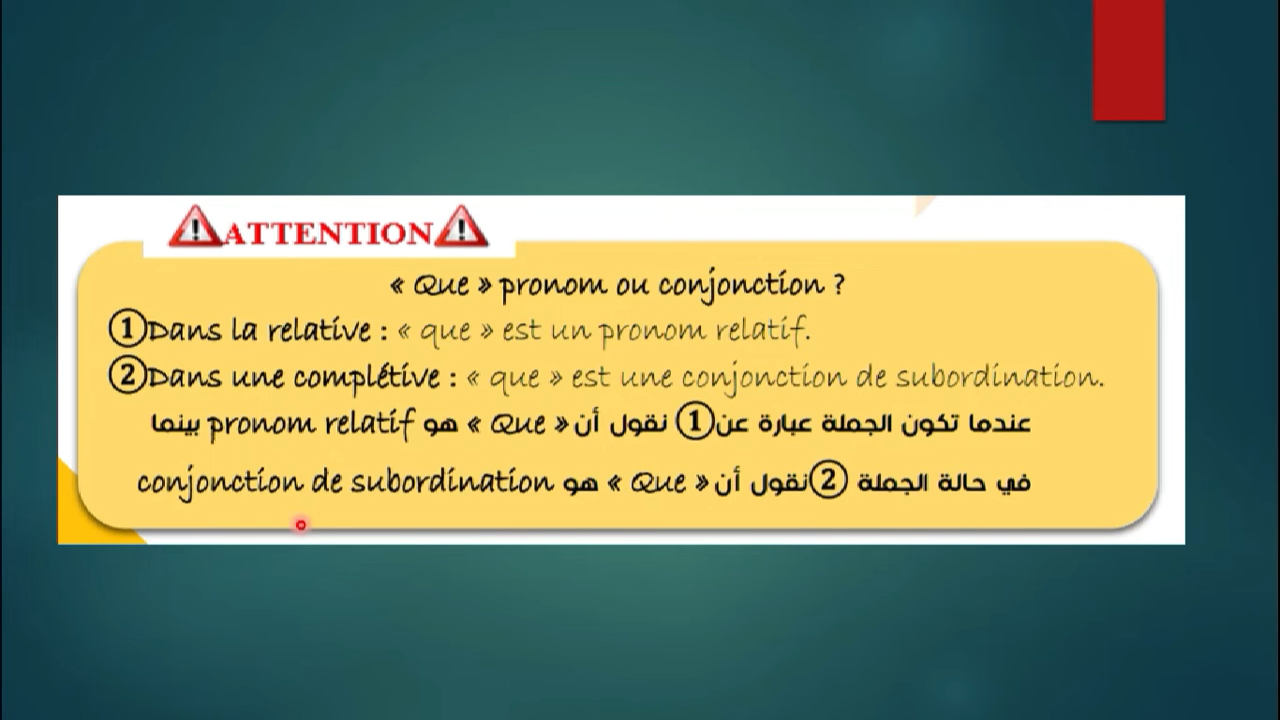 ATTENTION
« Que » pronom ou conjonction ?
①Dans la relative : « que » est un pronom relatif.
②Dans une complétive : « que » est une conjonction de subordination.
عندما تكون الجملة عبارة عن① نقول أن « Que » هو pronom relatif بينما
في حالة الجملة ②نقول أن « Que » هو conjonction de subordination